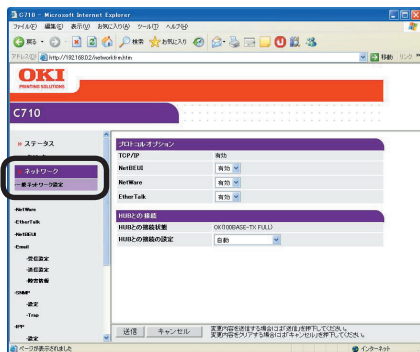 C710 - Microsoft Internet Explorer
ファイル(F) 編集(E) 表示(V) お気に入り(A) ツール(T) ヘルプ(H)
戻る 検索 お気に入り
アドレス(D) http://192.168.0.2/networkfrm.htm 移動 リンク »
OKI
PRINTING SOLUTIONS
C710
ステータス
ネットワーク
一般ネットワーク設定
-NetWare
-EtherTalk
-NetBEUI
-Email
-受信設定
-送信設定
-障害情報
-SNMP
-設定
-Trap
-IPP
-設定
プロトコルオプション
TCP/IP 有効
NetBEUI 有効
NetWare 有効
EtherTalk 有効
HUBとの接続
HUBとの接続状態 OK(100BASE-TX FULL)
HUBとの接続の設定 自動
送信 キャンセル
変更内容を送信する場合には「送信」を押下してください。
変更内容をクリアする場合には「キャンセル」を押下してください。
ページが表示されました インターネット